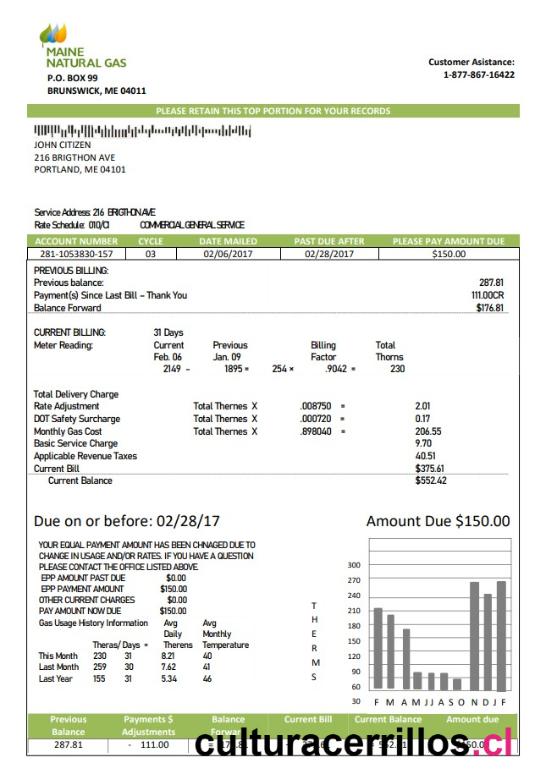 MAINE
NATURAL GAS
P.O. BOX 99
BRUNSWICK, ME 04011
Customer Asistance:
1-877-867-16422
PLEASE RETAIN THIS TOP PORTION FOR YOUR RECORDS
JOHN CITIZEN
216 BRIGTHON AVE
PORTLAND, ME 04101
Service Address: 216 BRIGTHON AVE
Rate Schedule: 010/C1 COMMERCIAL GENERAL SERVICE
ACCOUNT NUMBER CYCLE DATE MAILED PAST DUE AFTER PLEASE PAY AMOUNT DUE
281-1053830-157 03 02/06/2017 02/28/2017 $150.00
PREVIOUS BILLING:
Previous balance: 287.81
Payment(s) Since Last Bill – Thank You 111.00CR
Balance Forward $176.81
CURRENT BILLING: 31 Days
Meter Reading: Current Previous Billing Total
Feb. 06 Jan. 09 Factor Thorns
2149 – 1895 = 254 × .9042 = 230
Total Delivery Charge
Rate Adjustment Total Thernes X .008750 = 2.01
DOT Safety Surcharge Total Thernes X .000720 = 0.17
Monthly Gas Cost Total Thernes X .898040 = 206.55
Basic Service Charge 9.70
Applicable Revenue Taxes 40.51
Current Bill $375.61
Current Balance $552.42
Due on or before: 02/28/17 Amount Due $150.00
YOUR EQUAL PAYMENT AMOUNT HAS BEEN CHNAGED DUE TO
CHANGE IN USAGE AND/OR RATES. IF YOU HAVE A QUESTION
PLEASE CONTACT THE OFFICE LISTED ABOVE.
EPP AMOUNT PAST DUE $0.00
EPP PAYMENT AMOUNT $150.00
OTHER CURRENT CHARGES $0.00
PAY AMOUNT NOW DUE $150.00
Gas Usage History Information Avg Avg
Daily Monthly
Theras/ Days = Therens Temperature
This Month 230 31 8.21 40
Last Month 259 30 7.62 41
Last Year 155 31 5.34 46
T
H
E
R
M
S
300
270
240
210
180
150
120
90
60
30
F M A M J J A S O N D J F
Previous Balance Payments $ Adjustments Balance Forwar Current Bill Current Balance Amount due
287.81 - 111.00
culturacerrillos.cl